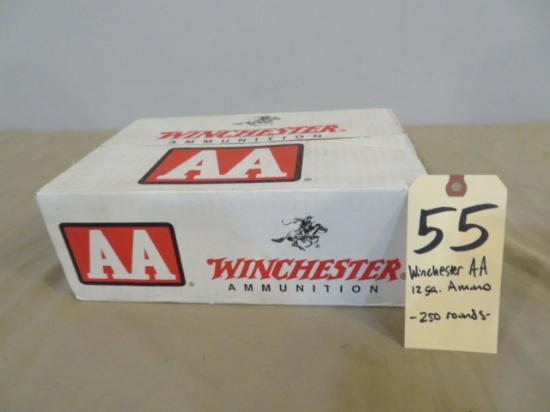 WINCHESTER®
AMMUNITION
AA®
AA®
WINCHESTER®
AMMUNITION
55
Winchester AA
12 ga. Ammo
-250 rounds-